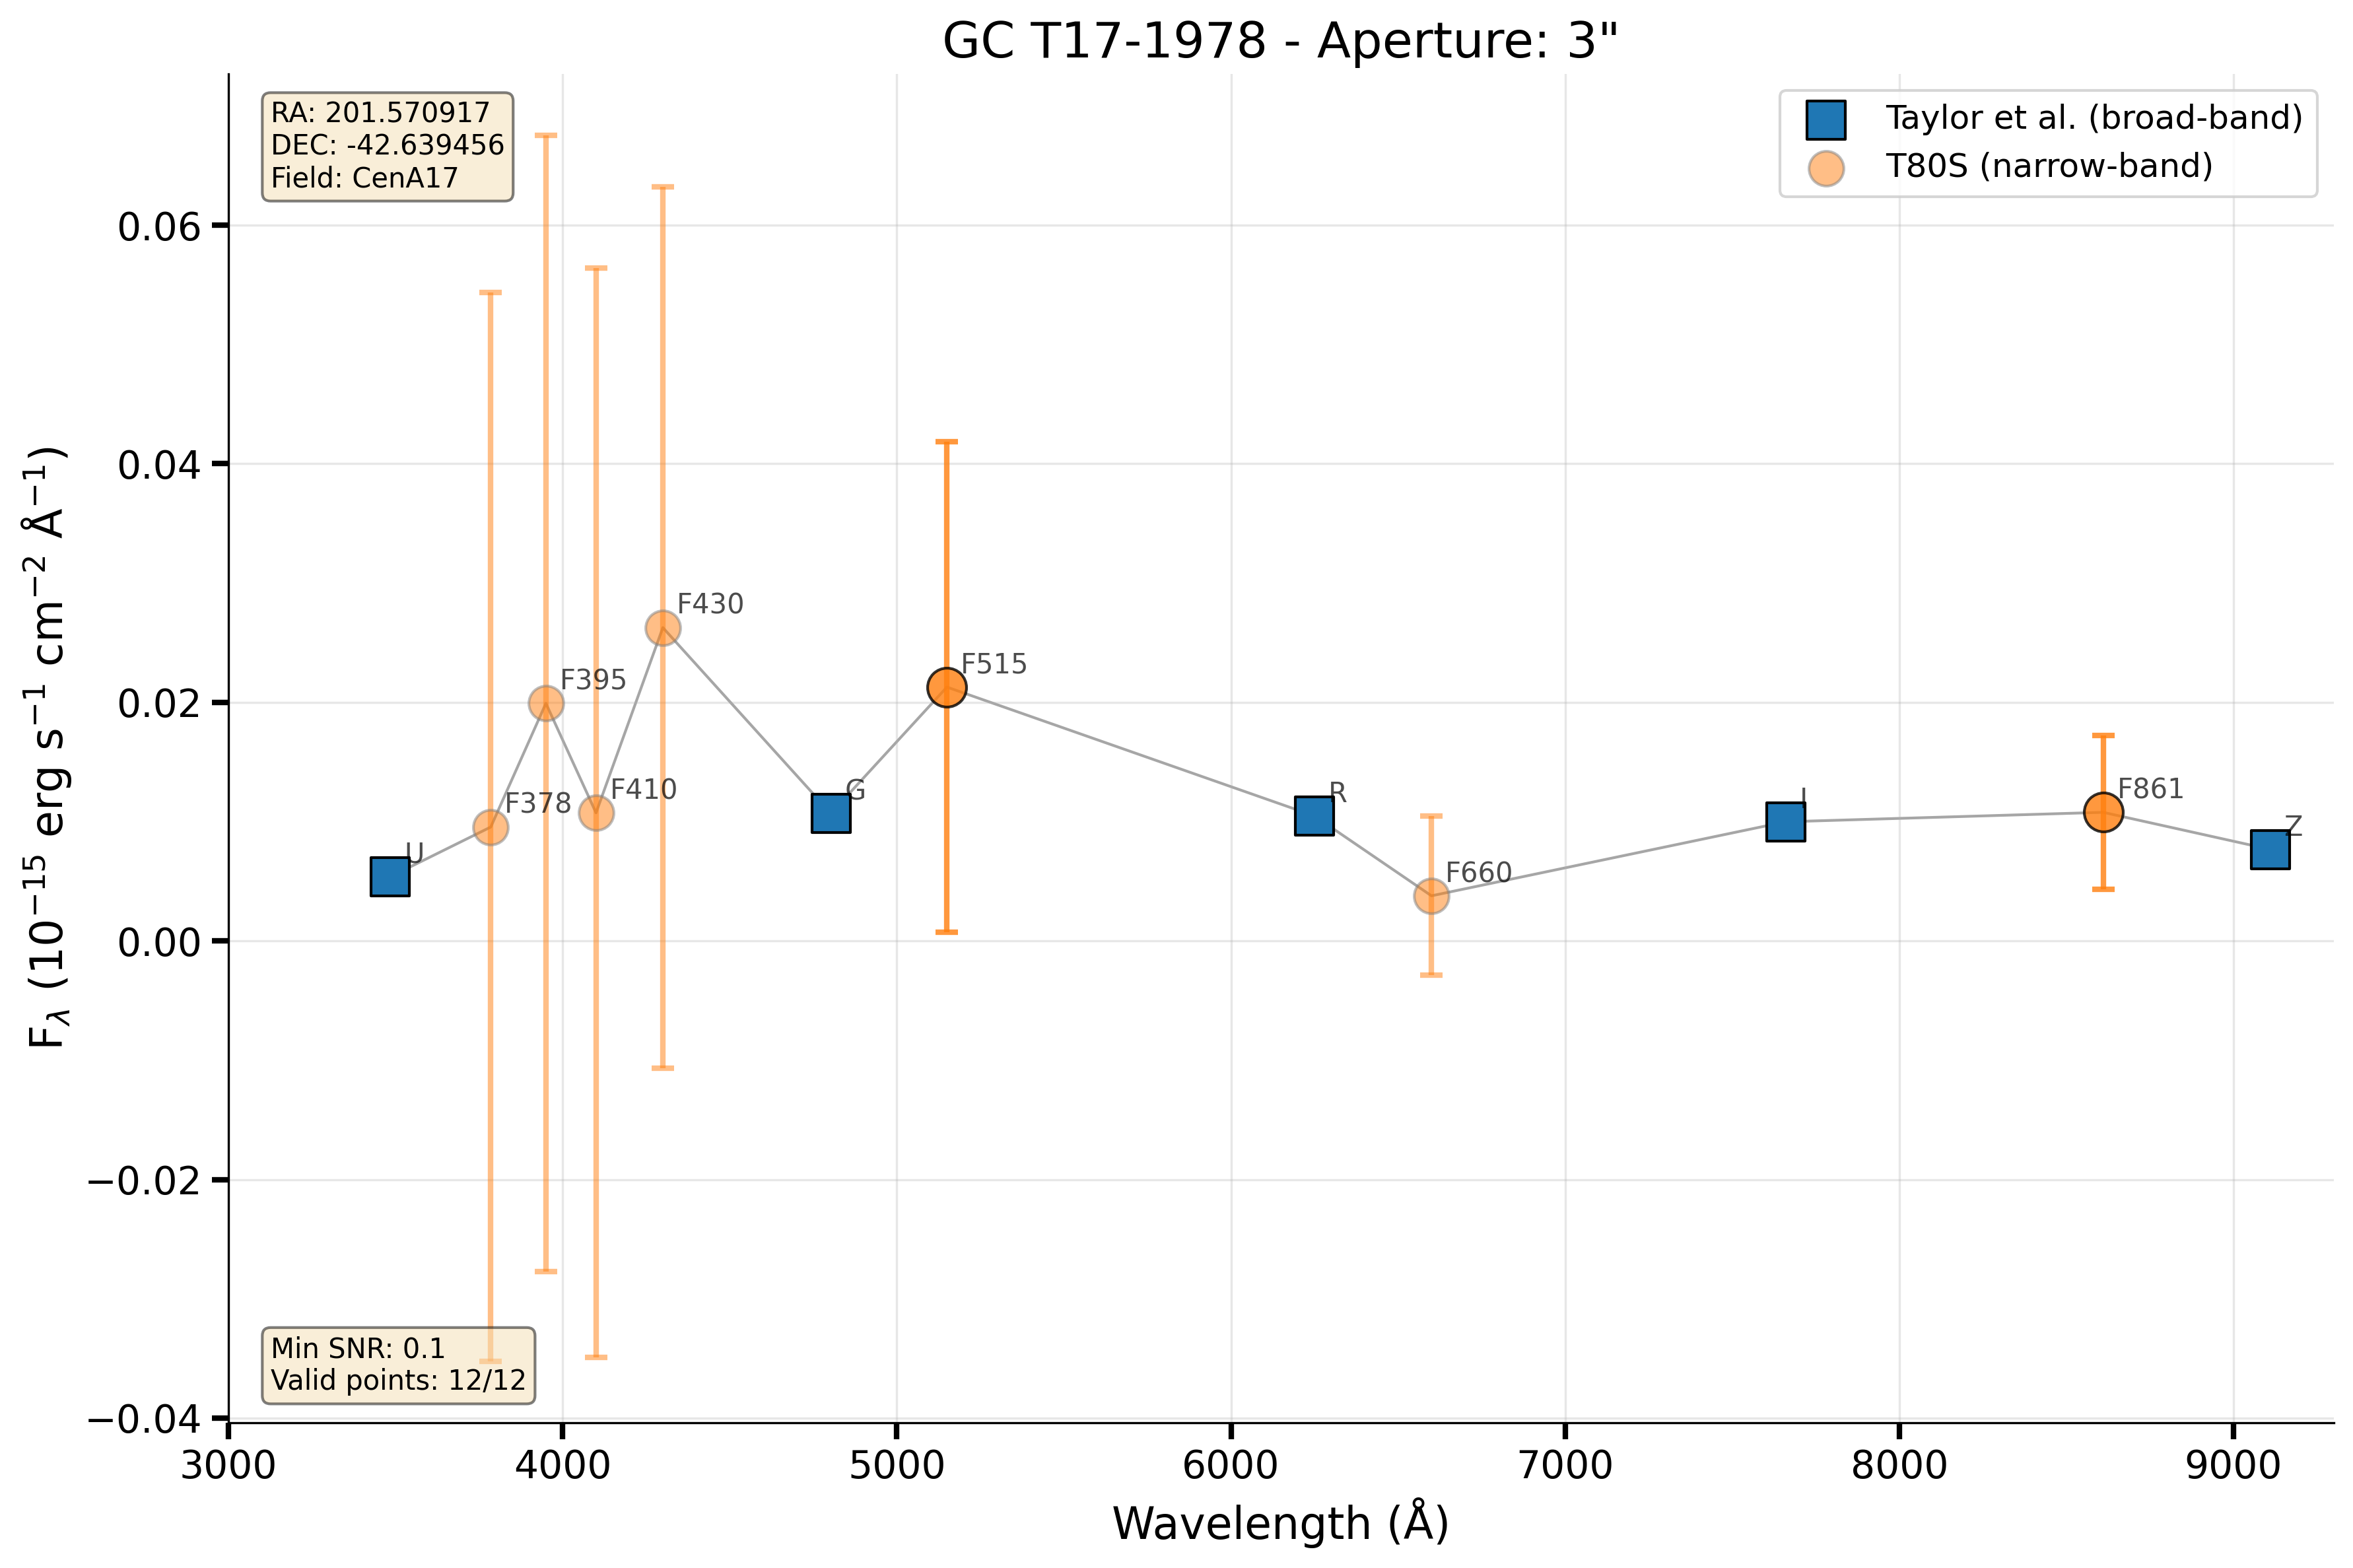 GC T17-1978 - Aperture: 3"
RA: 201.570917
DEC: -42.639456
Field: CenA17
Taylor et al. (broad-band)
T80S (narrow-band)
0.06
0.04
0.02
0.00
−0.02
−0.04
F_λ (10⁻¹⁵ erg s⁻¹ cm⁻² Å⁻¹)
U
F378
F395
F410
F430
G
F515
R
F660
I
F861
Z
Min SNR: 0.1
Valid points: 12/12
3000 4000 5000 6000 7000 8000 9000
Wavelength (Å)